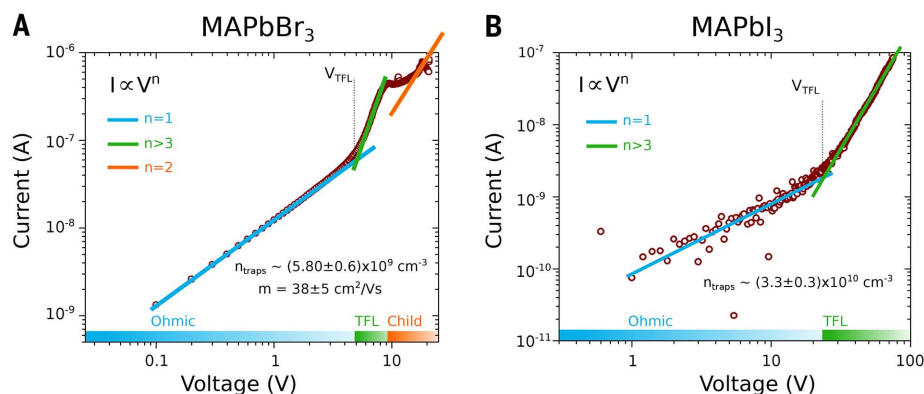 A
MAPbBr3
10^-6
10^-7
10^-8
10^-9
Current (A)
I ∝ V^n
n=1
n>3
n=2
V_TFL
n_traps ~ (5.80±0.6)x10^9 cm^-3
m = 38±5 cm^2/Vs
Ohmic
TFL
Child
0.1
1
10
Voltage (V)
B
MAPbI3
10^-7
10^-8
10^-9
10^-10
10^-11
Current (A)
I ∝ V^n
n=1
n>3
V_TFL
n_traps ~ (3.3±0.3)x10^10 cm^-3
Ohmic
TFL
1
10
100
Voltage (V)